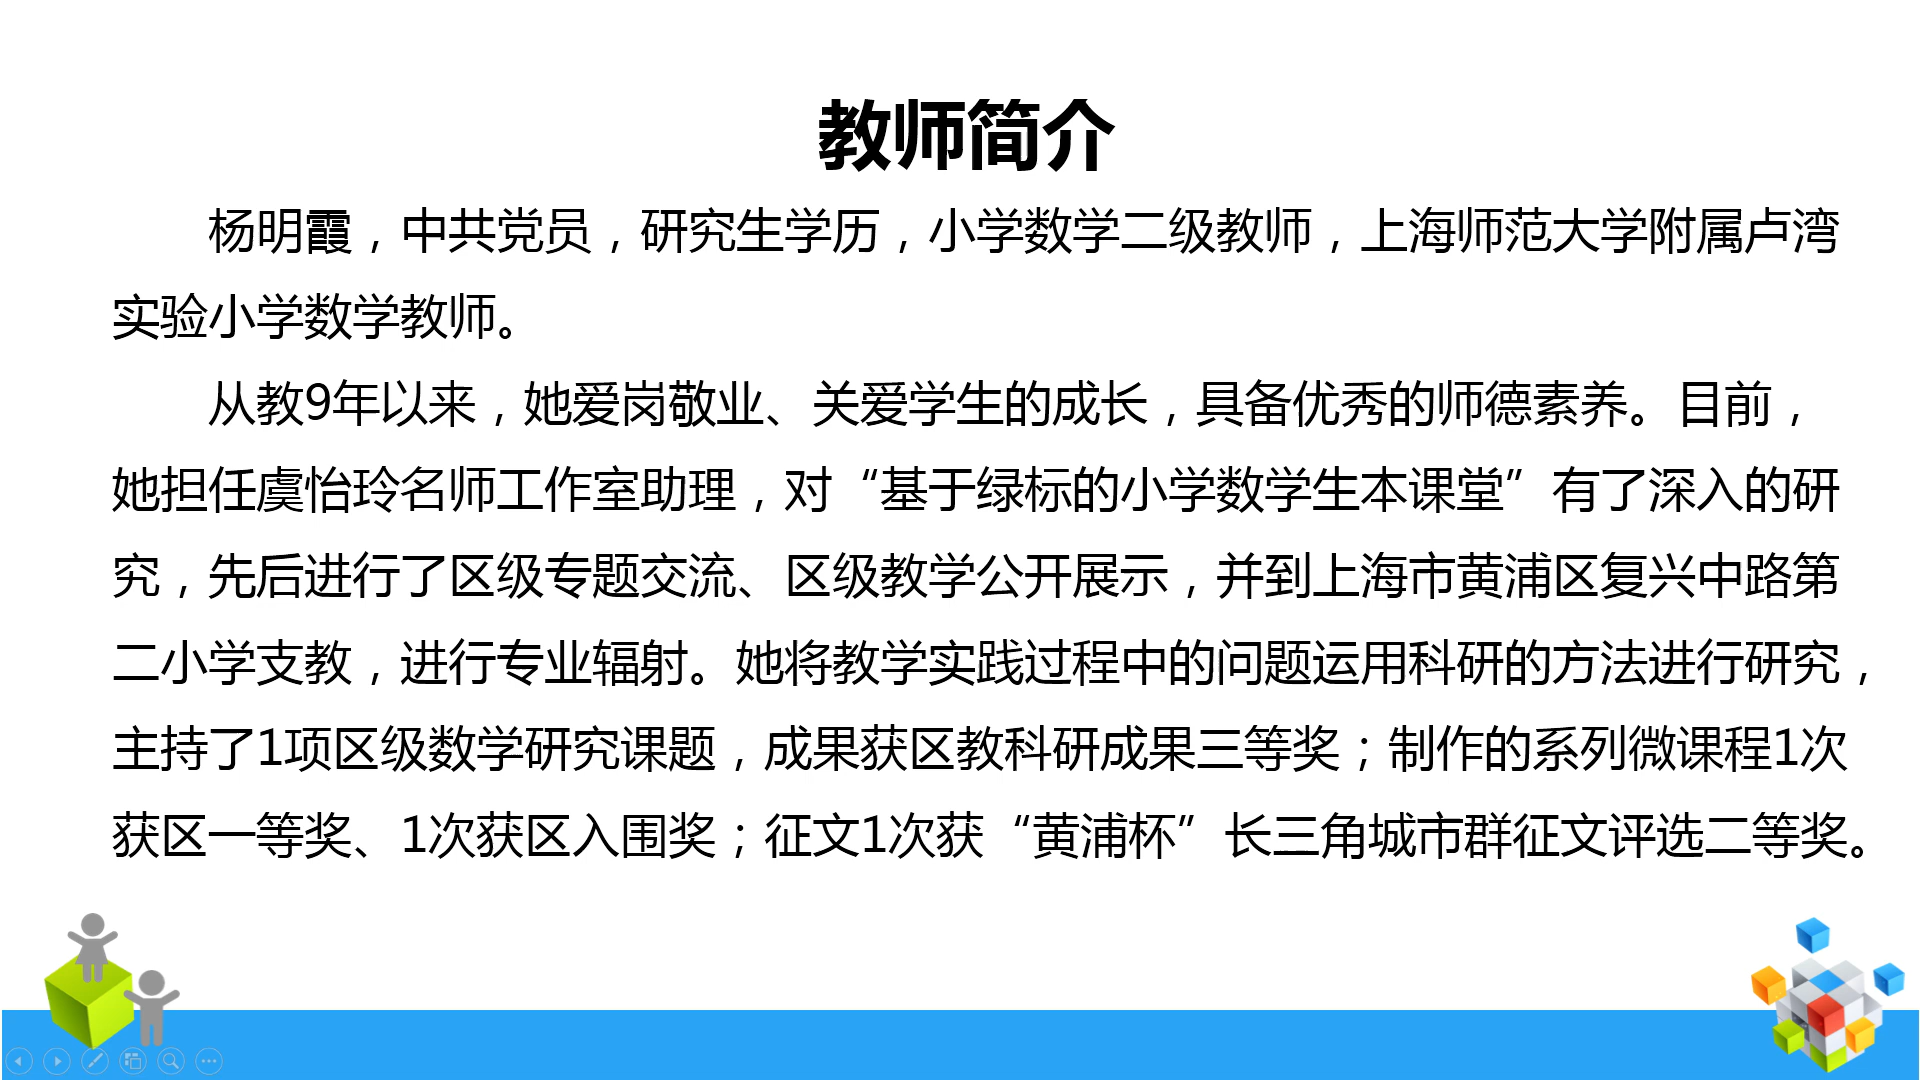 教师简介
杨明霞，中共党员，研究生学历，小学数学二级教师，上海师范大学附属卢湾
实验小学数学教师。
从教9年以来，她爱岗敬业、关爱学生的成长，具备优秀的师德素养。目前，
她担任虞怡玲名师工作室助理，对“基于绿标的小学数学生本课堂”有了深入的研
究，先后进行了区级专题交流、区级教学公开展示，并到上海市黄浦区复兴中路第
二小学支教，进行专业辐射。她将教学实践过程中的问题运用科研的方法进行研究，
主持了1项区级数学研究课题，成果获区教科研成果三等奖；制作的系列微课程1次
获区一等奖、1次获区入围奖；征文1次获“黄浦杯”长三角城市群征文评选二等奖。